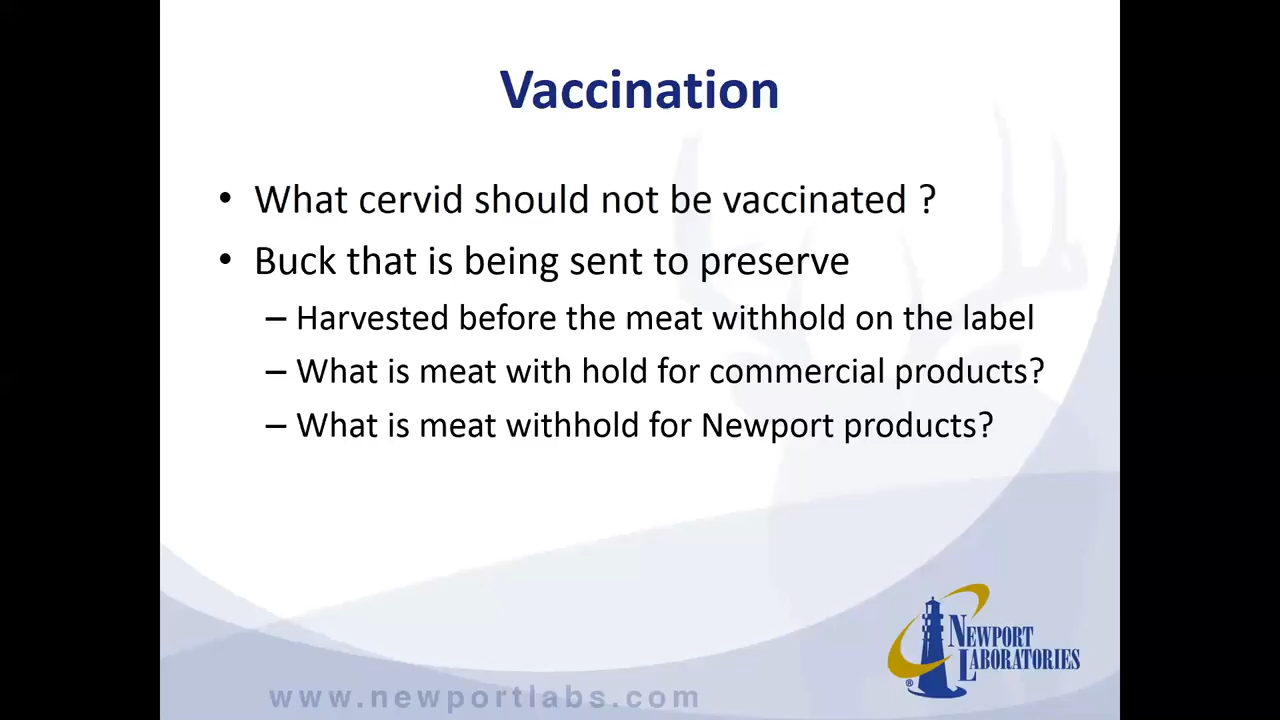 Vaccination
• What cervid should not be vaccinated ?
• Buck that is being sent to preserve
– Harvested before the meat withhold on the label
– What is meat with hold for commercial products?
– What is meat withhold for Newport products?
NEWPORT
LABORATORIES
®
www.newportlabs.com